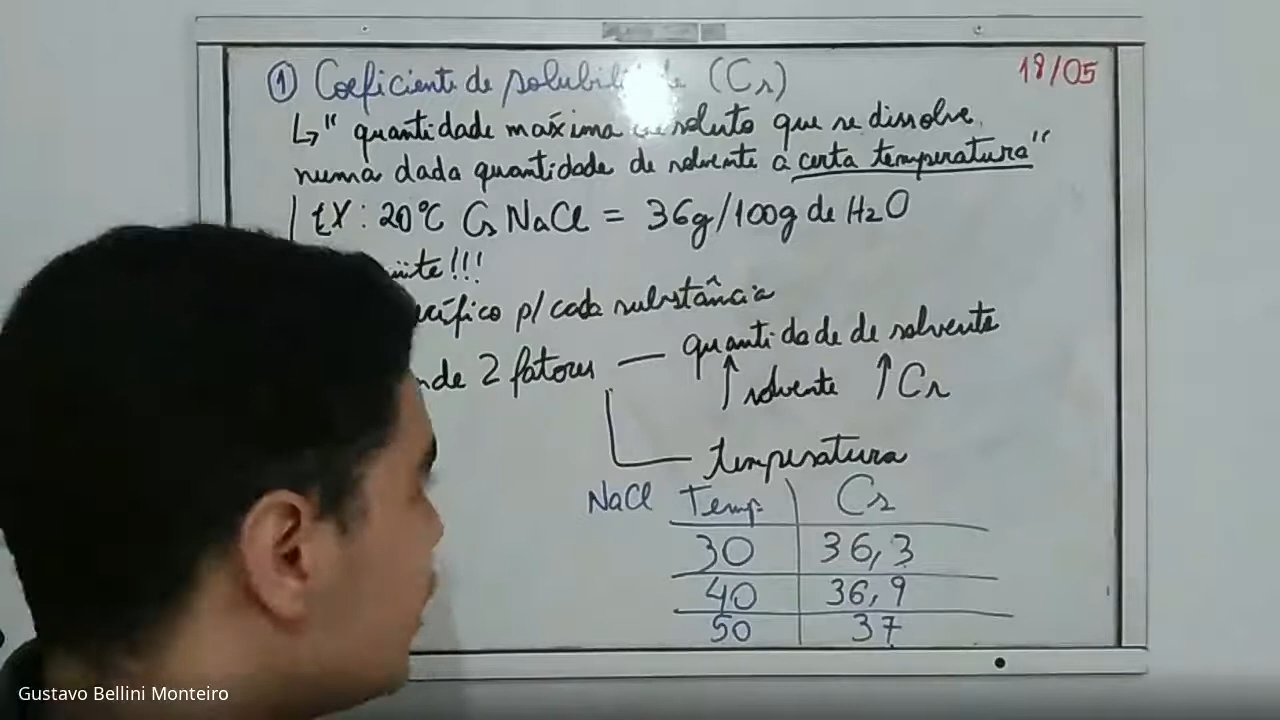 ① Coeficiente de (Cs) 18/05
↳ " quantidade máxima soluto que se dissolve
numa dada quantidade de solvente a certa temperatura"
EX: 20°C Cs NaCl = 36g/100g de H2O
!!!
p/ cada substância
2 fatores — quantidade de solvente
↑ solvente ↑ Cs
temperatura
NaCl Temp. Cs
30 36,3
40 36,9
50 37
Gustavo Bellini Monteiro